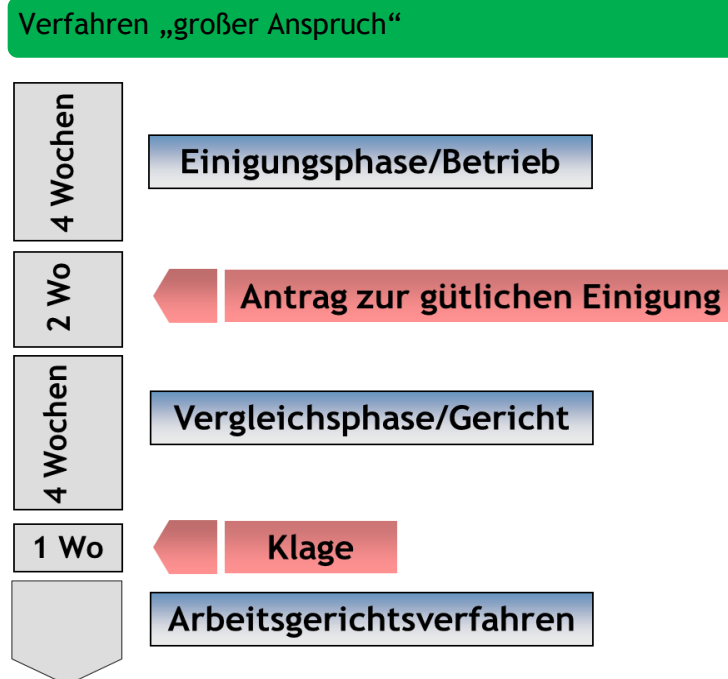 Verfahren „großer Anspruch“
4 Wochen
Einigungsphase/Betrieb
2 Wo
Antrag zur gütlichen Einigung
4 Wochen
Vergleichsphase/Gericht
1 Wo
Klage
Arbeitsgerichtsverfahren